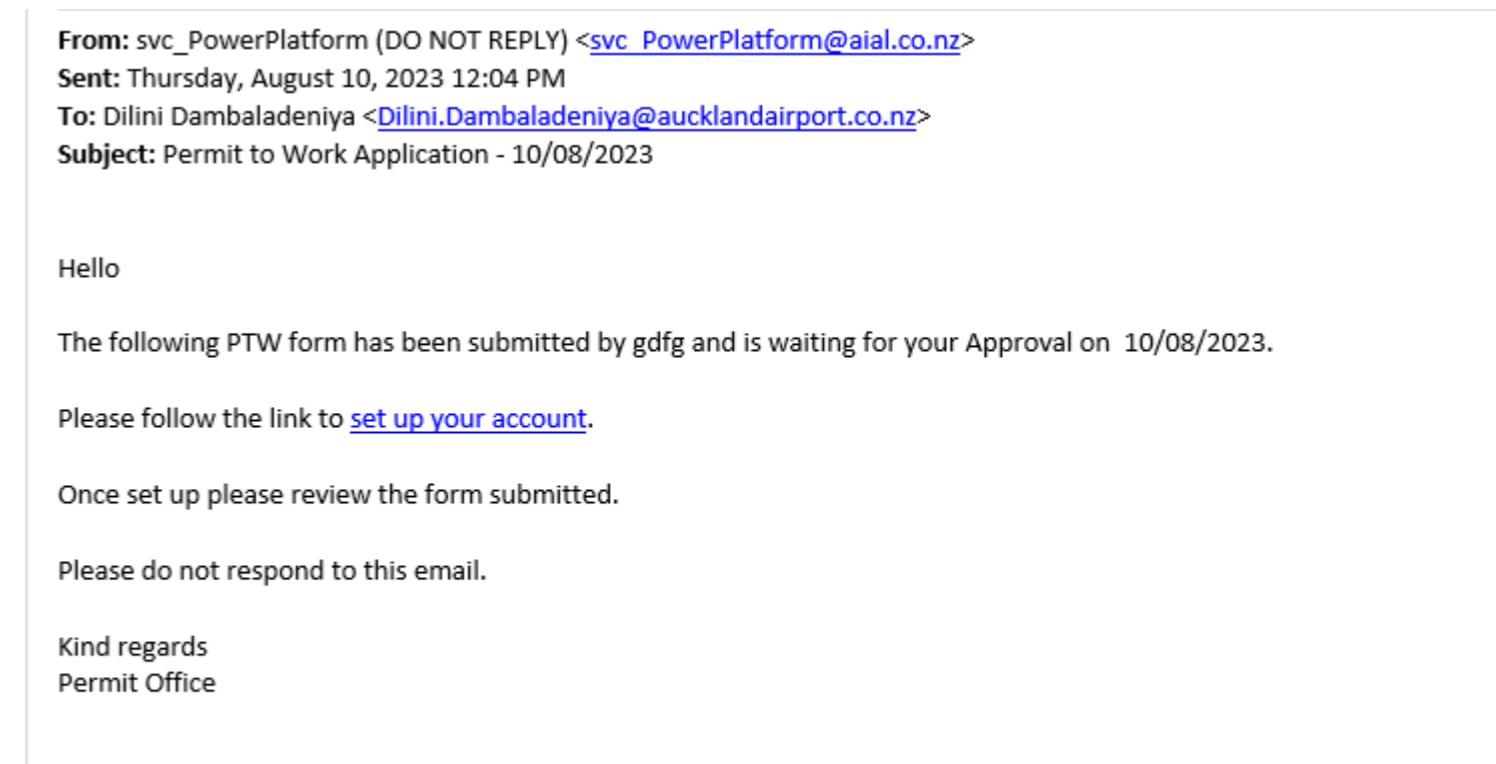 From: svc_PowerPlatform (DO NOT REPLY) <svc_PowerPlatform@aial.co.nz>
Sent: Thursday, August 10, 2023 12:04 PM
To: Dilini Dambaladeniya <Dilini.Dambaladeniya@aucklandairport.co.nz>
Subject: Permit to Work Application - 10/08/2023
Hello
The following PTW form has been submitted by gdfg and is waiting for your Approval on  10/08/2023.
Please follow the link to set up your account.
Once set up please review the form submitted.
Please do not respond to this email.
Kind regards
Permit Office